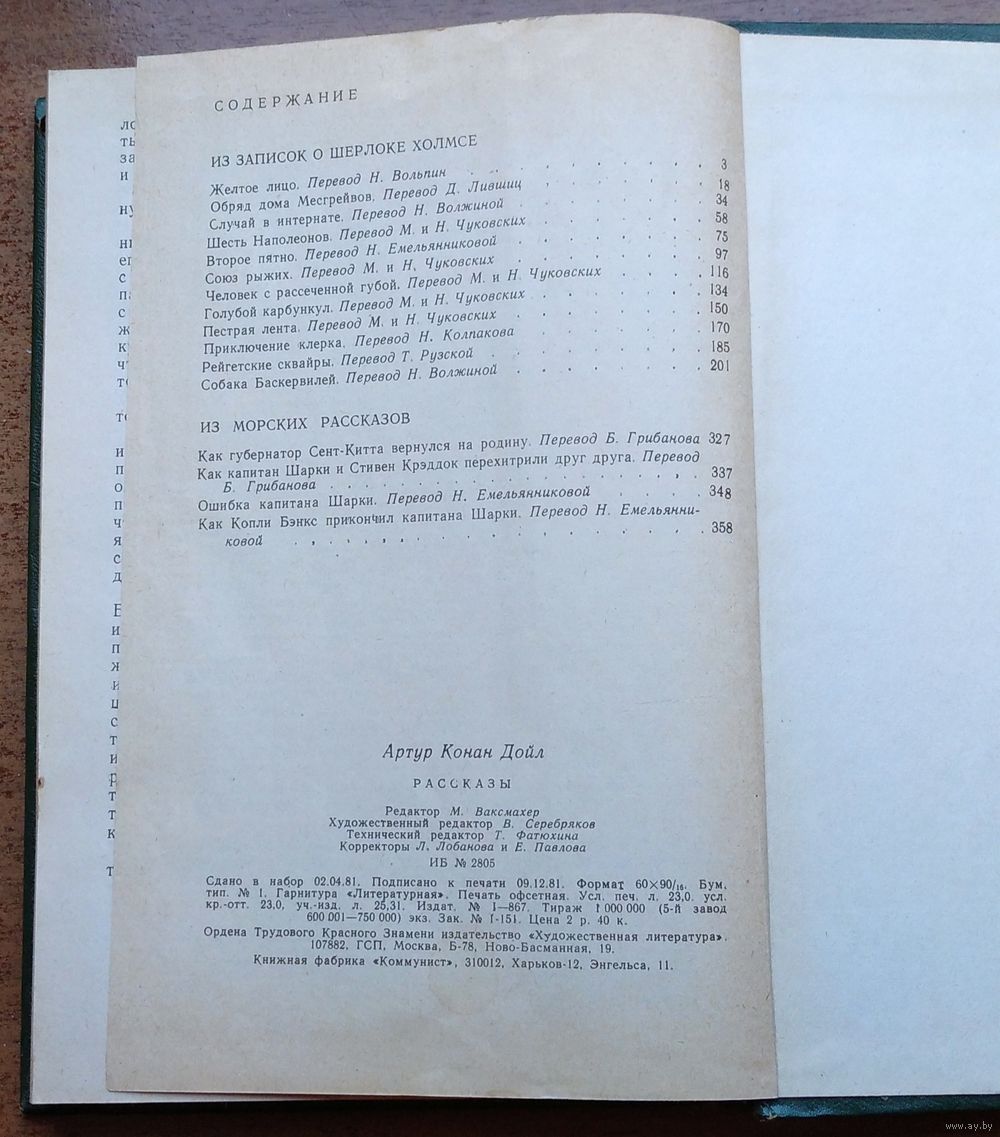 СОДЕРЖАНИЕ
ИЗ ЗАПИСОК О ШЕРЛОКЕ ХОЛМСЕ
Желтое лицо. Перевод Н. Вольпин . . . . . . . . 3
Обряд дома Месгрейвов. Перевод Д. Лившиц . . . . . . 18
Случай в интернате. Перевод Н. Волжиной . . . . . . . 34
Шесть Наполеонов. Перевод М. и Н. Чуковских . . . . . . 58
Второе пятно. Перевод Н. Емельянниковой . . . . . . . 75
Союз рыжих. Перевод М. и Н. Чуковских . . . . . . . 97
Человек с рассеченной губой. Перевод М. и Н. Чуковских . . . . 116
Голубой карбункул. Перевод М. и Н. Чуковских . . . . . . 134
Пестрая лента. Перевод М. и Н. Чуковских . . . . . . . 150
Приключение клерка. Перевод Н. Колпакова . . . . . . 170
Рейгетские сквайры. Перевод Т. Рузской . . . . . . . 185
Собака Баскервилей. Перевод Н. Волжиной . . . . . . . 201
ИЗ МОРСКИХ РАССКАЗОВ
Как губернатор Сент-Китта вернулся на родину. Перевод Б. Грибанова 327
Как капитан Шарки и Стивен Крэддок перехитрили друг друга. Перевод
Б. Грибанова . . . . . . . . . . . . . . 337
Ошибка капитана Шарки. Перевод Н. Емельянниковой . . . . 348
Как Копли Бэнкс прикончил капитана Шарки. Перевод Н. Емельянни-
ковой . . . . . . . . . . . . . . . 358
Артур Конан Дойл
РАССКАЗЫ
Редактор М. Ваксмахер
Художественный редактор В. Серебряков
Технический редактор Т. Фатюхина
Корректоры Л. Лобанова и Е. Павлова
ИБ № 2805
Сдано в набор 02.04.81. Подписано к печати 09.12.81. Формат 60×90/16. Бум.
тип. № 1. Гарнитура «Литературная». Печать офсетная. Усл. печ. л. 23,0. усл.
кр.-отт. 23,0, уч.-изд. л. 25,31. Издат. № I—867. Тираж 1 000 000 (5-й завод
600 001—750 000) экз. Зак. № 1-151. Цена 2 р. 40 к.
Ордена Трудового Красного Знамени издательство «Художественная литература».
107882, ГСП, Москва, Б-78, Ново-Басманная, 19.
Книжная фабрика «Коммунист», 310012, Харьков-12, Энгельса, 11.
www.ay.by